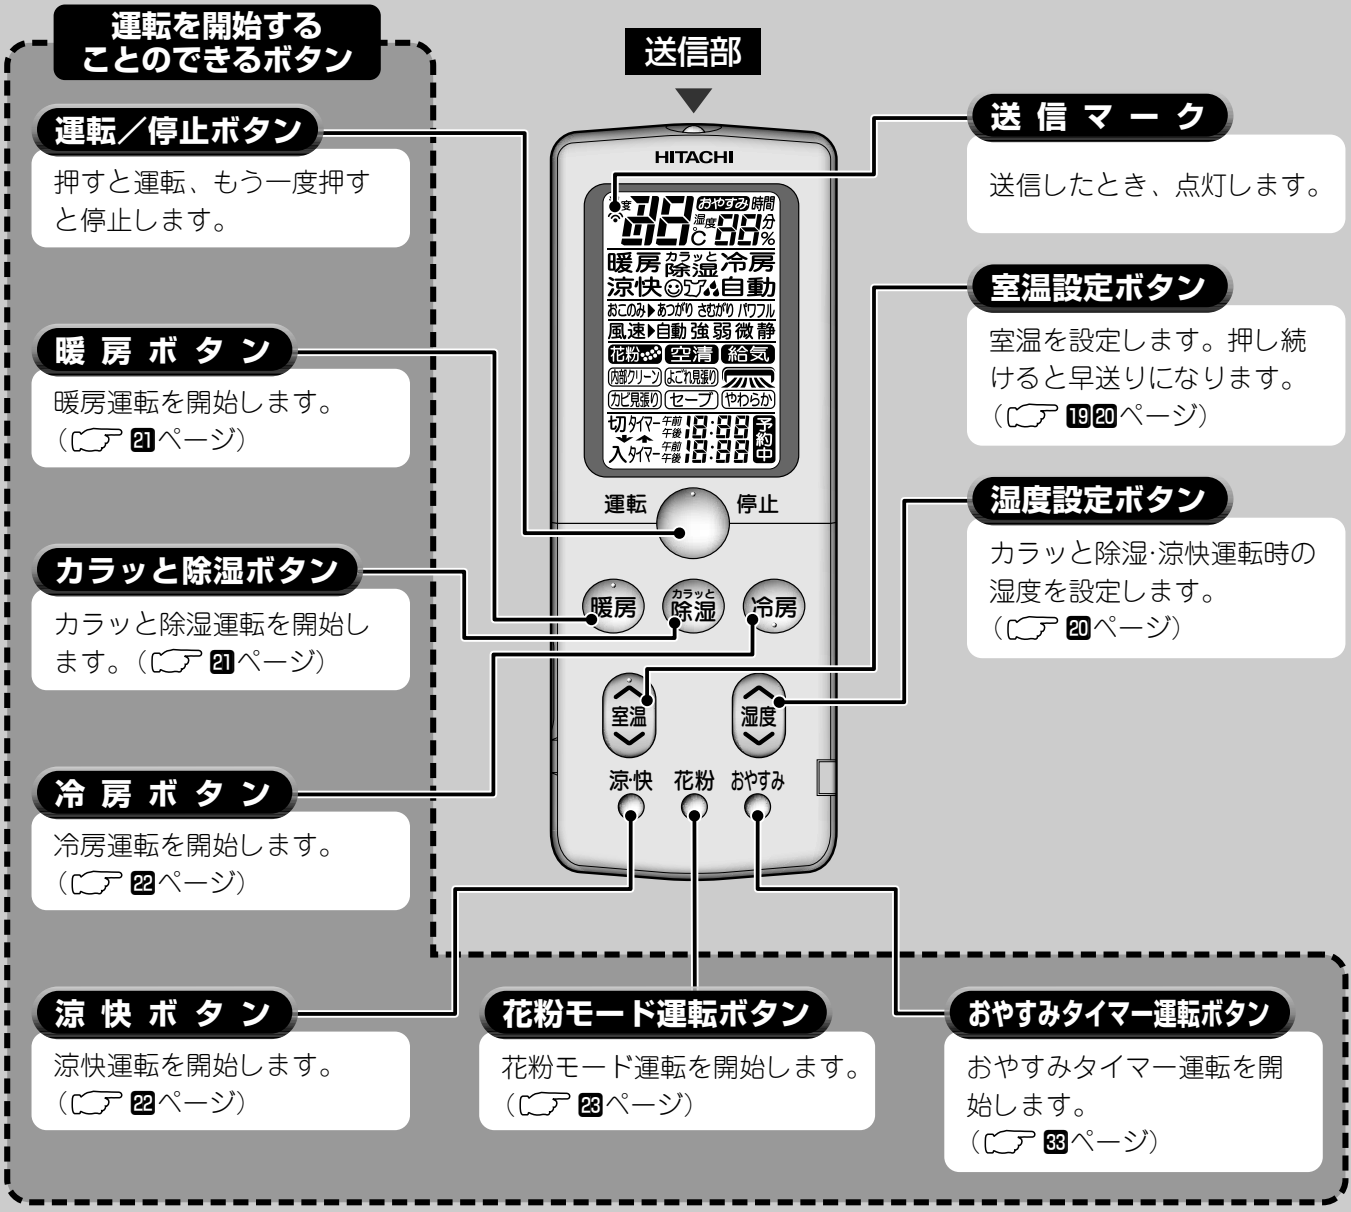 運転を開始する
ことのできるボタン
運転／停止ボタン
押すと運転、もう一度押す
と停止します。
暖房ボタン
暖房運転を開始します。
（ 21ページ）
カラッと除湿ボタン
カラッと除湿運転を開始し
ます。（ 21ページ）
冷房ボタン
冷房運転を開始します。
（ 22ページ）
涼快ボタン
涼快運転を開始します。
（ 22ページ）
送信部
HITACHI
度 おやすみ 時間
88℃ 湿度 88 分 %
暖房 カラッと除湿 冷房
涼快 自動
おこのみ▶あつがり さむがり パワフル
風速▶自動 強 弱 微 静
花粉 空清 給気
内部クリーン よごれ見張り
カビ見張り セーブ やわらか
切タイマー 午前 午後 18:88 予約中
入タイマー 午前 午後 18:88
運転 停止
暖房 カラッと除湿 冷房
室温 湿度
涼快 花粉 おやすみ
送信マーク
送信したとき、点灯します。
室温設定ボタン
室温を設定します。押し続
けると早送りになります。
（ 19 20ページ）
湿度設定ボタン
カラッと除湿・涼快運転時の
湿度を設定します。
（ 20ページ）
花粉モード運転ボタン
花粉モード運転を開始します。
（ 23ページ）
おやすみタイマー運転ボタン
おやすみタイマー運転を開
始します。
（ 33ページ）